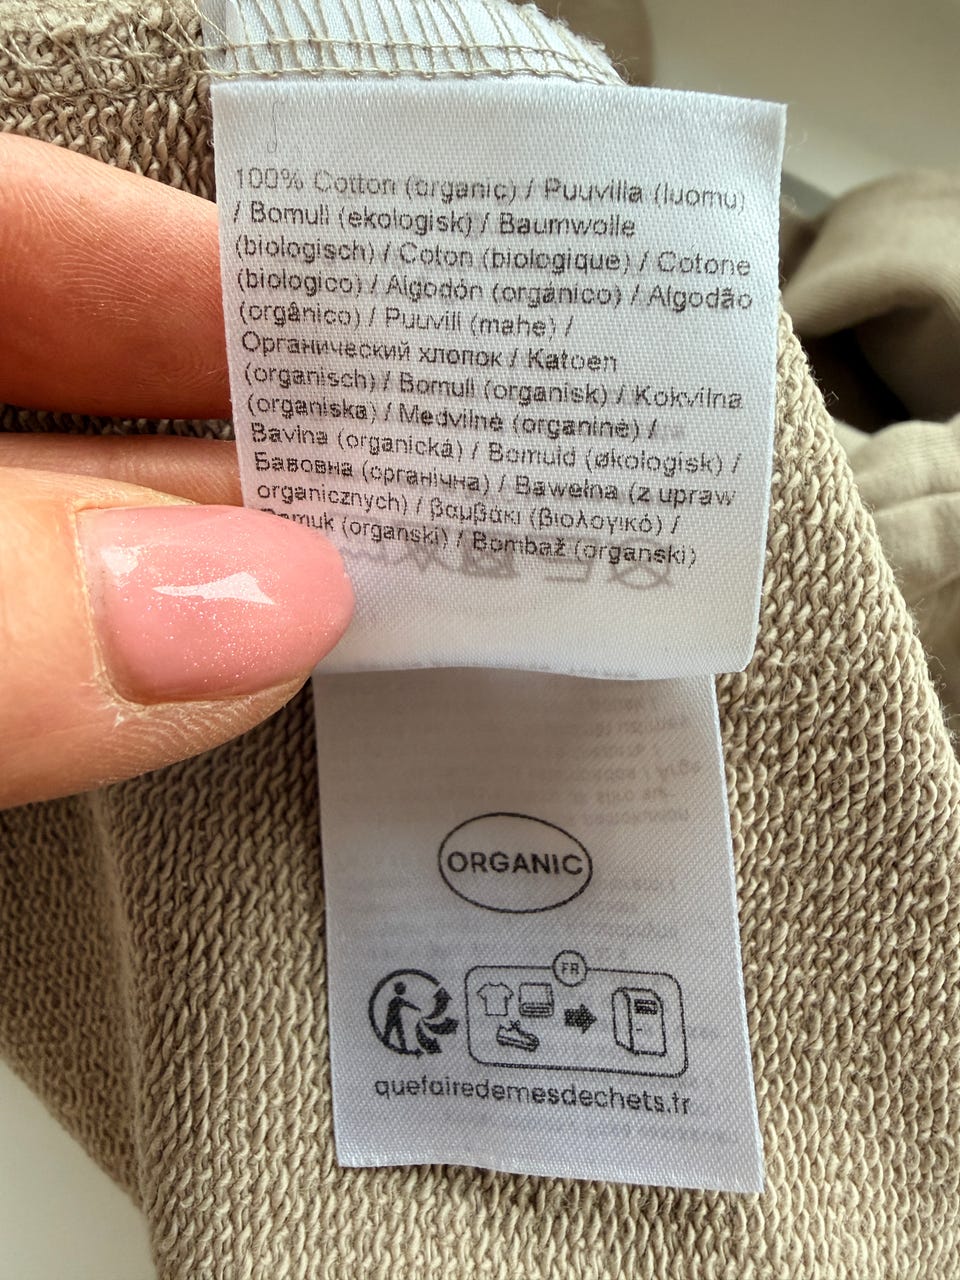 100% Cotton (organic) / Puuvilla (luomu)
/ Bomull (ekologisk) / Baumwolle
(biologisch) / Coton (biologique) / Cotone
(biologico) / Algodón (orgánico) / Algodão
(orgânico) / Puuvill (mahe) /
Органический хлопок / Katoen
(organisch) / Bomull (organisk) / Kokvilna
(organiska) / Medvilnė (organinė) /
Bavlna (organická) / Bomuld (økologisk) /
Бавовна (органічна) / Bawełna (z upraw
organicznych) / βαμβάκι (βιολογικό) /
(organski) / Bombaž (organski)
ORGANIC
FR
quefairedemesdechets.fr